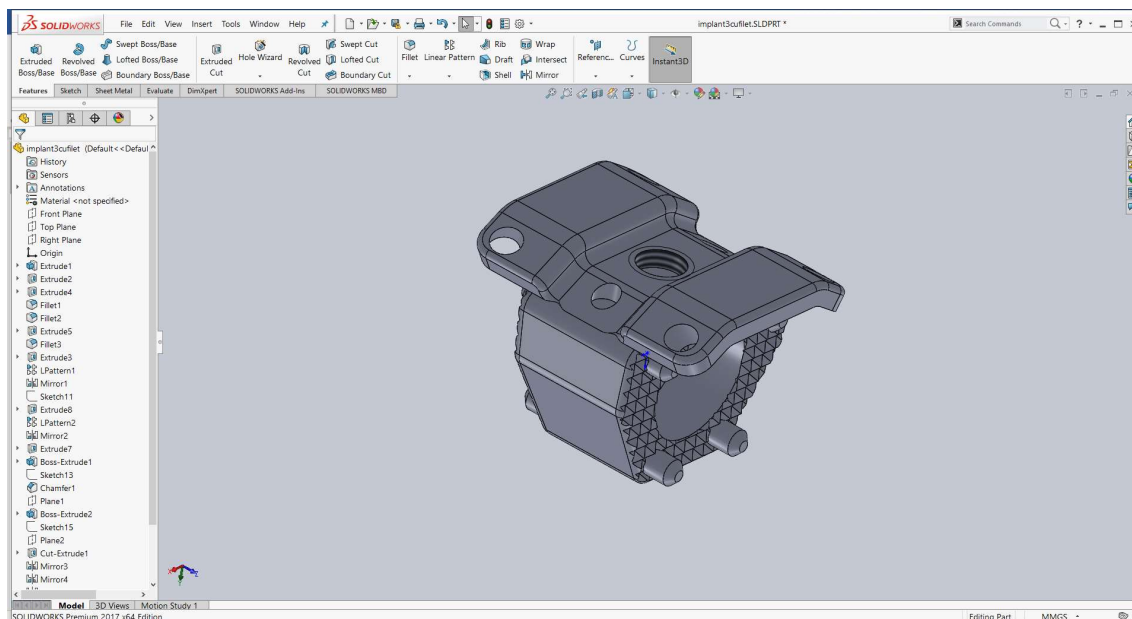 SOLIDWORKS File Edit View Insert Tools Window Help implant3cufilet.SLDPRT * Search Commands ?
Extruded Boss/Base
Revolved Boss/Base
Swept Boss/Base
Lofted Boss/Base
Boundary Boss/Base
Extruded Cut
Hole Wizard
Revolved Cut
Swept Cut
Lofted Cut
Boundary Cut
Fillet
Linear Pattern
Rib
Draft
Shell
Wrap
Intersect
Mirror
Referenc...
Curves
Instant3D
Features Sketch Sheet Metal Evaluate DimXpert SOLIDWORKS Add-Ins SOLIDWORKS MBD
implant3cufilet (Default<<Defaul
History
Sensors
Annotations
Material <not specified>
Front Plane
Top Plane
Right Plane
Origin
Extrude1
Extrude2
Extrude4
Fillet1
Fillet2
Extrude5
Fillet3
Extrude3
LPattern1
Mirror1
Sketch11
Extrude8
LPattern2
Mirror2
Extrude7
Boss-Extrude1
Sketch13
Chamfer1
Plane1
Boss-Extrude2
Sketch15
Plane2
Cut-Extrude1
Mirror3
Mirror4
Model 3D Views Motion Study 1
SOLIDWORKS Premium 2017 x64 Edition Editing Part MMGS